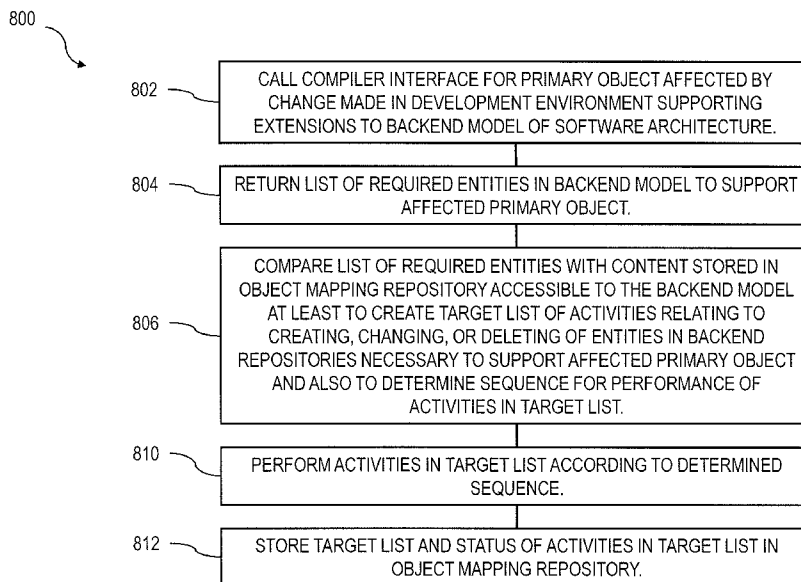 800
802
CALL COMPILER INTERFACE FOR PRIMARY OBJECT AFFECTED BY
CHANGE MADE IN DEVELOPMENT ENVIRONMENT SUPPORTING
EXTENSIONS TO BACKEND MODEL OF SOFTWARE ARCHITECTURE.
804
RETURN LIST OF REQUIRED ENTITIES IN BACKEND MODEL TO SUPPORT
AFFECTED PRIMARY OBJECT.
806
COMPARE LIST OF REQUIRED ENTITIES WITH CONTENT STORED IN
OBJECT MAPPING REPOSITORY ACCESSIBLE TO THE BACKEND MODEL
AT LEAST TO CREATE TARGET LIST OF ACTIVITIES RELATING TO
CREATING, CHANGING, OR DELETING OF ENTITIES IN BACKEND
REPOSITORIES NECESSARY TO SUPPORT AFFECTED PRIMARY OBJECT
AND ALSO TO DETERMINE SEQUENCE FOR PERFORMANCE OF
ACTIVITIES IN TARGET LIST.
810
PERFORM ACTIVITIES IN TARGET LIST ACCORDING TO DETERMINED
SEQUENCE.
812
STORE TARGET LIST AND STATUS OF ACTIVITIES IN TARGET LIST IN
OBJECT MAPPING REPOSITORY.